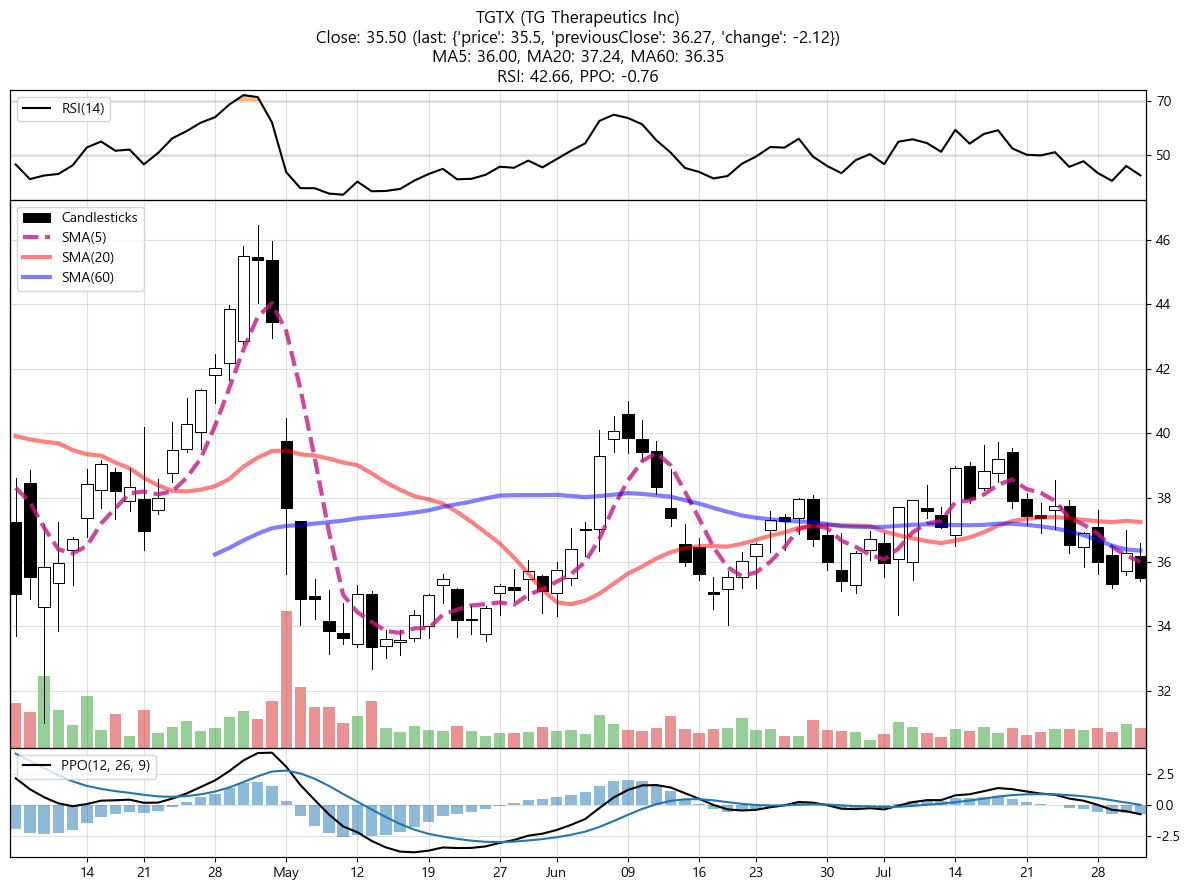 TGTX (TG Therapeutics Inc)
Close: 35.50 (last: {'price': 35.5, 'previousClose': 36.27, 'change': -2.12})
MA5: 36.00, MA20: 37.24, MA60: 36.35
RSI: 42.66, PPO: -0.76
RSI(14)
70
50
Candlesticks
SMA(5)
SMA(20)
SMA(60)
46
44
42
40
38
36
34
32
PPO(12, 26, 9)
2.5
0.0
-2.5
14 21 28 May 12 19 27 Jun 09 16 23 30 Jul 14 21 28